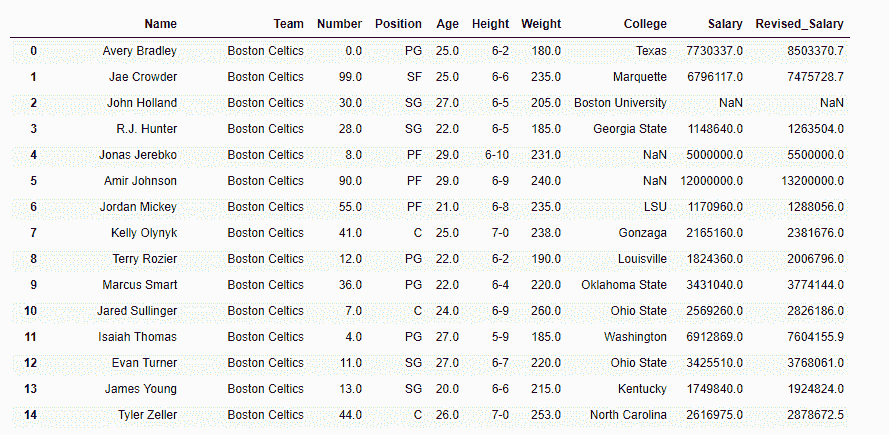 Name Team Number Position Age Height Weight College Salary Revised_Salary
0 Avery Bradley Boston Celtics 0.0 PG 25.0 6-2 180.0 Texas 7730337.0 8503370.7
1 Jae Crowder Boston Celtics 99.0 SF 25.0 6-6 235.0 Marquette 6796117.0 7475728.7
2 John Holland Boston Celtics 30.0 SG 27.0 6-5 205.0 Boston University NaN NaN
3 R.J. Hunter Boston Celtics 28.0 SG 22.0 6-5 185.0 Georgia State 1148640.0 1263504.0
4 Jonas Jerebko Boston Celtics 8.0 PF 29.0 6-10 231.0 NaN 5000000.0 5500000.0
5 Amir Johnson Boston Celtics 90.0 PF 29.0 6-9 240.0 NaN 12000000.0 13200000.0
6 Jordan Mickey Boston Celtics 55.0 PF 21.0 6-8 235.0 LSU 1170960.0 1288056.0
7 Kelly Olynyk Boston Celtics 41.0 C 25.0 7-0 238.0 Gonzaga 2165160.0 2381676.0
8 Terry Rozier Boston Celtics 12.0 PG 22.0 6-2 190.0 Louisville 1824360.0 2006796.0
9 Marcus Smart Boston Celtics 36.0 PG 22.0 6-4 220.0 Oklahoma State 3431040.0 3774144.0
10 Jared Sullinger Boston Celtics 7.0 C 24.0 6-9 260.0 Ohio State 2569260.0 2826186.0
11 Isaiah Thomas Boston Celtics 4.0 PG 27.0 5-9 185.0 Washington 6912869.0 7604155.9
12 Evan Turner Boston Celtics 11.0 SG 27.0 6-7 220.0 Ohio State 3425510.0 3768061.0
13 James Young Boston Celtics 13.0 SG 20.0 6-6 215.0 Kentucky 1749840.0 1924824.0
14 Tyler Zeller Boston Celtics 44.0 C 26.0 7-0 253.0 North Carolina 2616975.0 2878672.5